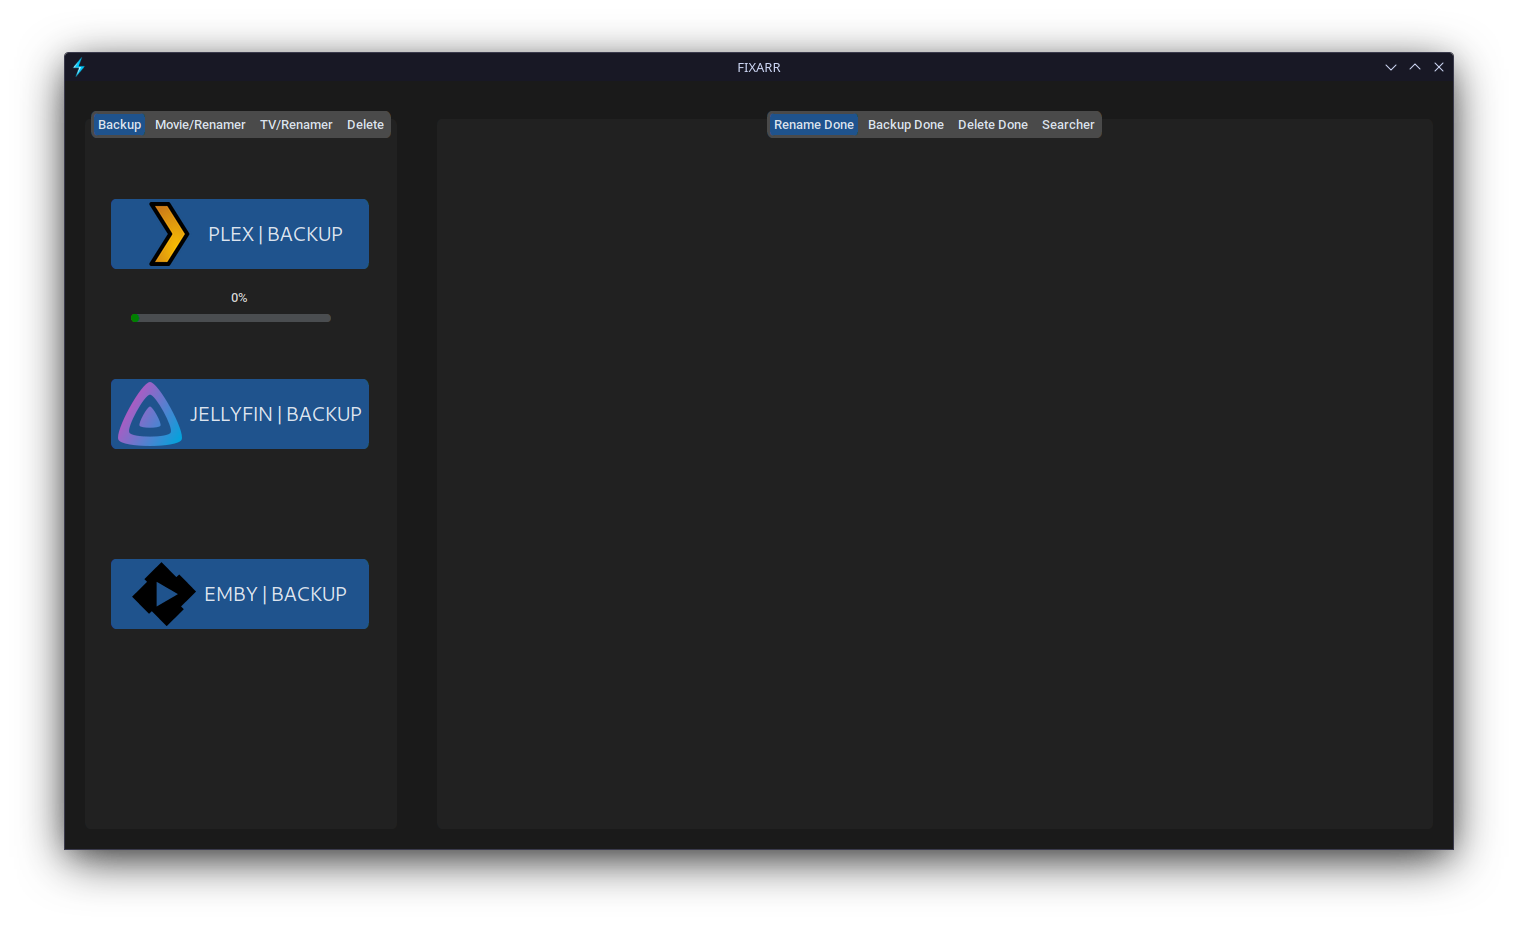 FIXARR
Backup Movie/Renamer TV/Renamer Delete
Rename Done Backup Done Delete Done Searcher
PLEX | BACKUP
0%
JELLYFIN | BACKUP
EMBY | BACKUP